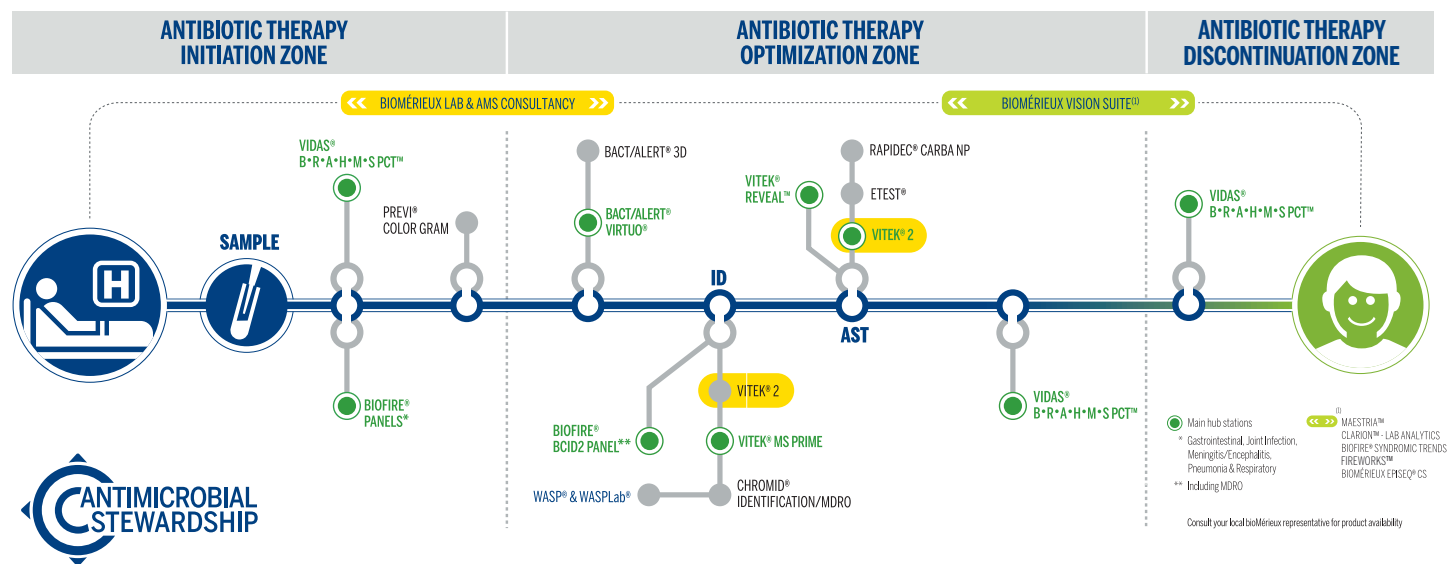 ANTIBIOTIC THERAPY
INITIATION ZONE
ANTIBIOTIC THERAPY
OPTIMIZATION ZONE
ANTIBIOTIC THERAPY
DISCONTINUATION ZONE
BIOMÉRIEUX LAB & AMS CONSULTANCY
BIOMÉRIEUX VISION SUITE⁽¹⁾
VIDAS®
B•R•A•H•M•S PCT™
PREVI®
COLOR GRAM
SAMPLE
H
BIOFIRE®
PANELS*
BACT/ALERT® 3D
BACT/ALERT®
VIRTUO®
ID
BIOFIRE®
BCID2 PANEL**
VITEK® 2
VITEK® MS PRIME
WASP® & WASPLab®
CHROMID®
IDENTIFICATION/MDRO
RAPIDEC® CARBA NP
VITEK®
REVEAL™
ETEST®
VITEK® 2
AST
VIDAS®
B•R•A•H•M•S PCT™
VIDAS®
B•R•A•H•M•S PCT™
Main hub stations
* Gastrointestinal, Joint Infection,
Meningitis/Encephalitis,
Pneumonia & Respiratory
** Including MDRO
(1)
MAESTRIA™
CLARION™ - LAB ANALYTICS
BIOFIRE® SYNDROMIC TRENDS
FIREWORKS™
BIOMÉRIEUX EPISEQ® CS
Consult your local bioMérieux representative for product availability
ANTIMICROBIAL
STEWARDSHIP